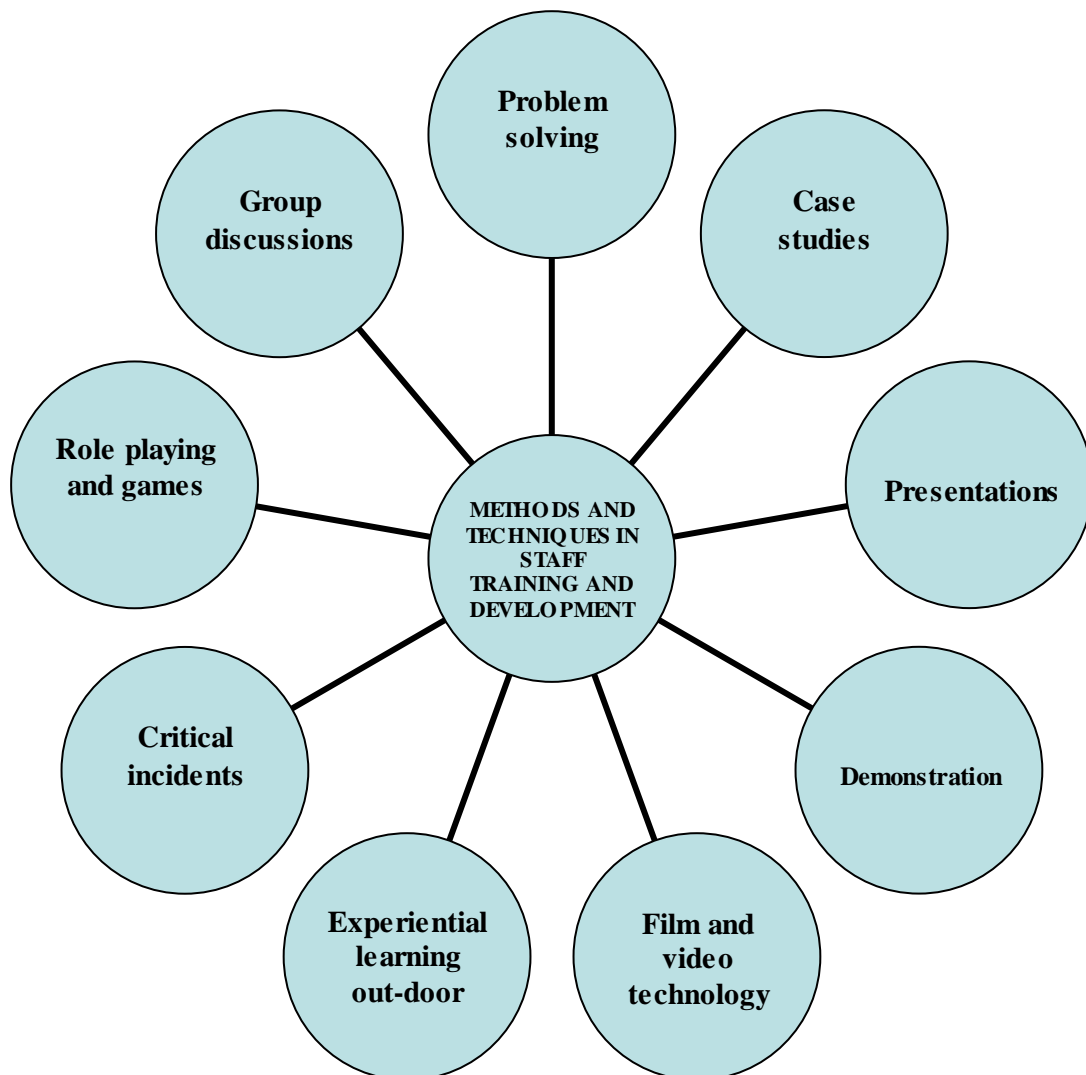 Problem
solving
Case
studies
Presentations
Demonstration
Film and
video
technology
Experiential
learning
out-door
Critical
incidents
Role playing
and games
Group
discussions
METHODS AND
TECHNIQUES IN
STAFF
TRAINING AND
DEVELOPMENT